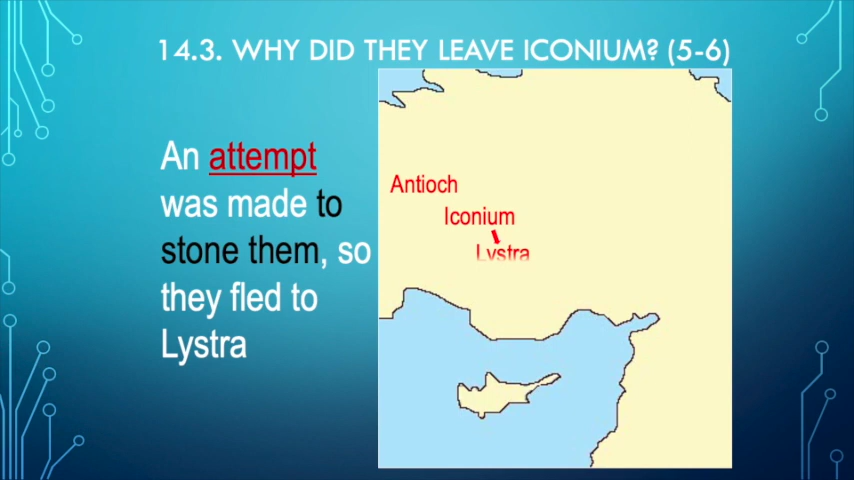 14.3. WHY DID THEY LEAVE ICONIUM? (5-6)
An attempt
was made to
stone them, so
they fled to
Lystra
Antioch
Iconium
Lystra